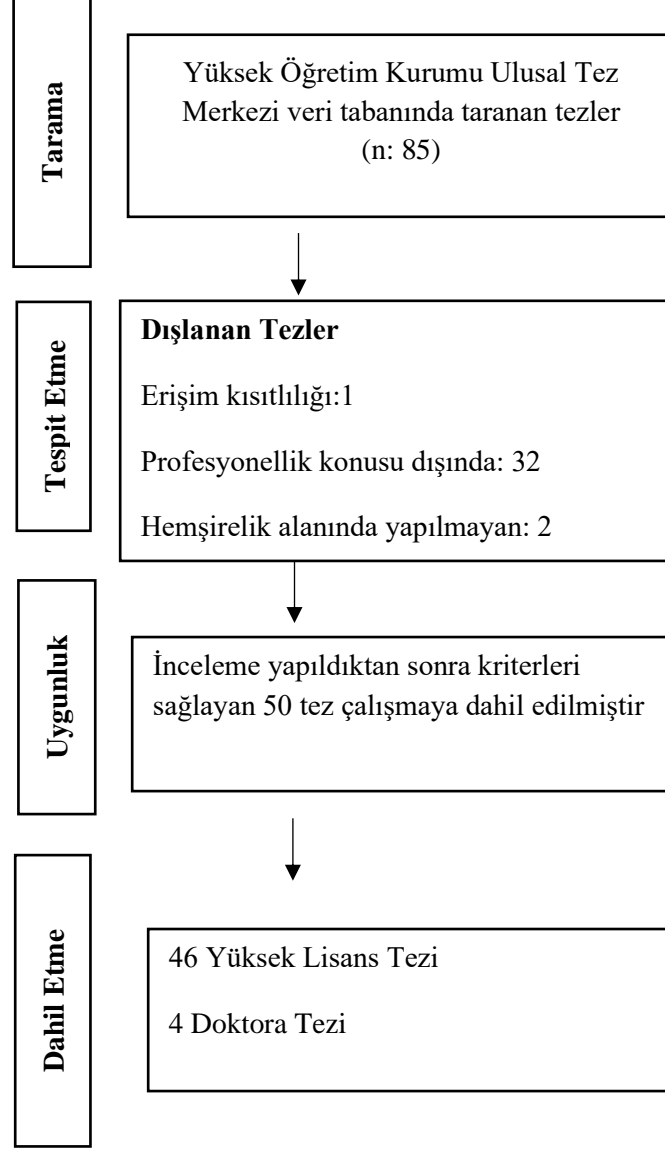 Tarama
Yüksek Öğretim Kurumu Ulusal Tez
Merkezi veri tabanında taranan tezler
(n: 85)
Tespit Etme
Dışlanan Tezler
Erişim kısıtlılığı:1
Profesyonellik konusu dışında: 32
Hemşirelik alanında yapılmayan: 2
Uygunluk
İnceleme yapıldıktan sonra kriterleri
sağlayan 50 tez çalışmaya dahil edilmiştir
Dahil Etme
46 Yüksek Lisans Tezi
4 Doktora Tezi